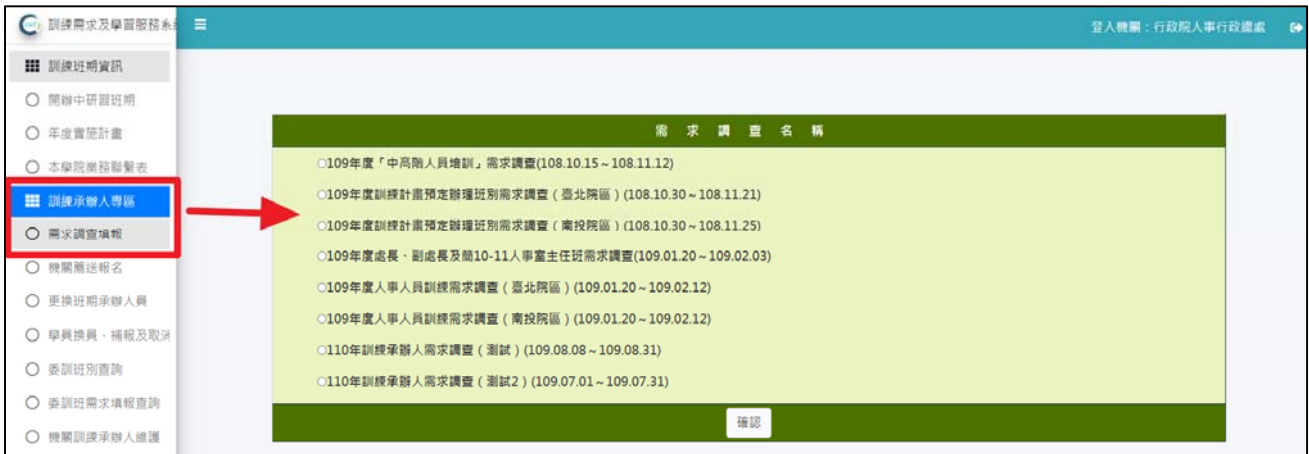 訓練需求及學習服務系
登入機關：行政院人事行政總處
訓練班期資訊
開辦中研習班期
年度實施計畫
本學院業務聯繫表
訓練承辦人專區
需求調查填報
機關薦送報名
更換班期承辦人員
學員換員、補報及取消
委訓班別查詢
委訓班需求填報查詢
機關訓練承辦人維護
需求調查名稱
109年度「中高階人員培訓」需求調查(108.10.15~108.11.12)
109年度訓練計畫預定辦理班別需求調查（臺北院區）(108.10.30~108.11.21)
109年度訓練計畫預定辦理班別需求調查（南投院區）(108.10.30~108.11.25)
109年度處長、副處長及簡10-11人事室主任班需求調查(109.01.20~109.02.03)
109年度人事人員訓練需求調查（臺北院區）(109.01.20~109.02.12)
109年度人事人員訓練需求調查（南投院區）(109.01.20~109.02.12)
110年訓練承辦人需求調查（測試）(109.08.08~109.08.31)
110年訓練承辦人需求調查（測試2）(109.07.01~109.07.31)
確認